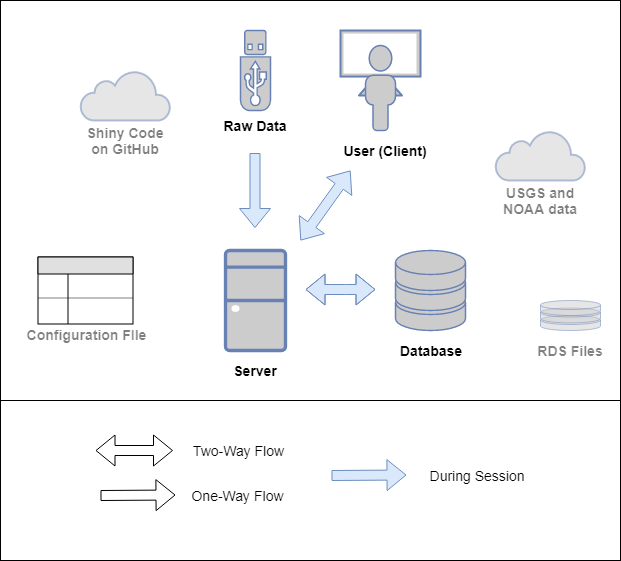 Raw Data
Shiny Code
on GitHub
User (Client)
USGS and
NOAA data
Configuration FIle
Server
Database
RDS Files
Two-Way Flow
One-Way Flow
During Session